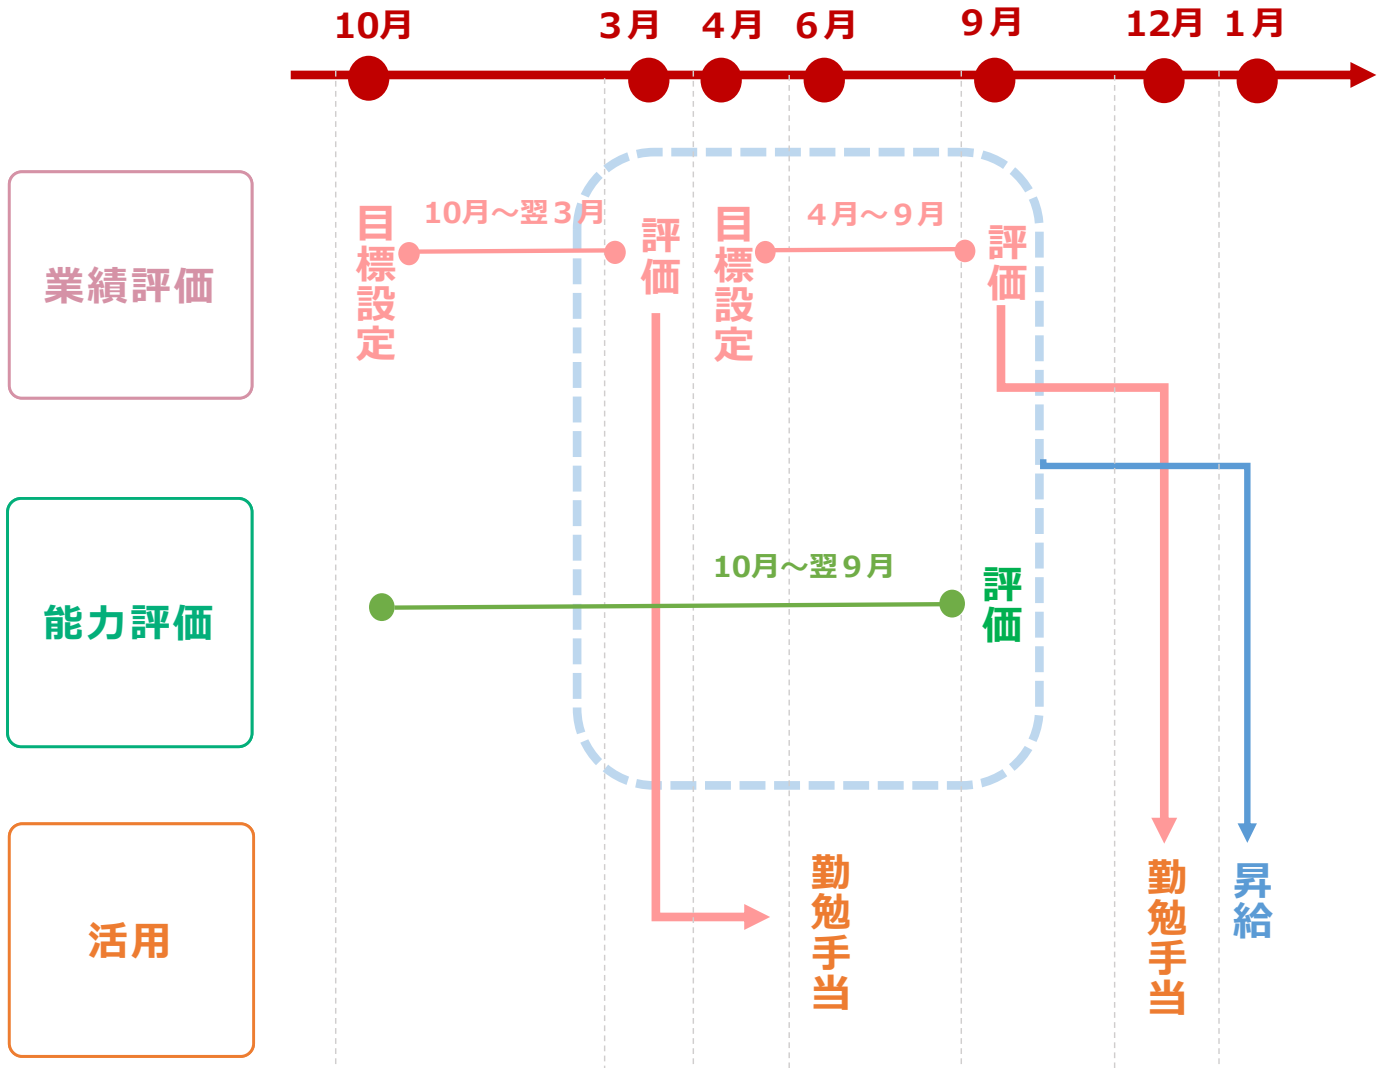 10月
３月
４月
６月
９月
12月
１月
業績評価
目標設定
10月～翌３月
評価
目標設定
４月～９月
評価
能力評価
10月～翌９月
評価
活用
勤勉手当
勤勉手当
昇給